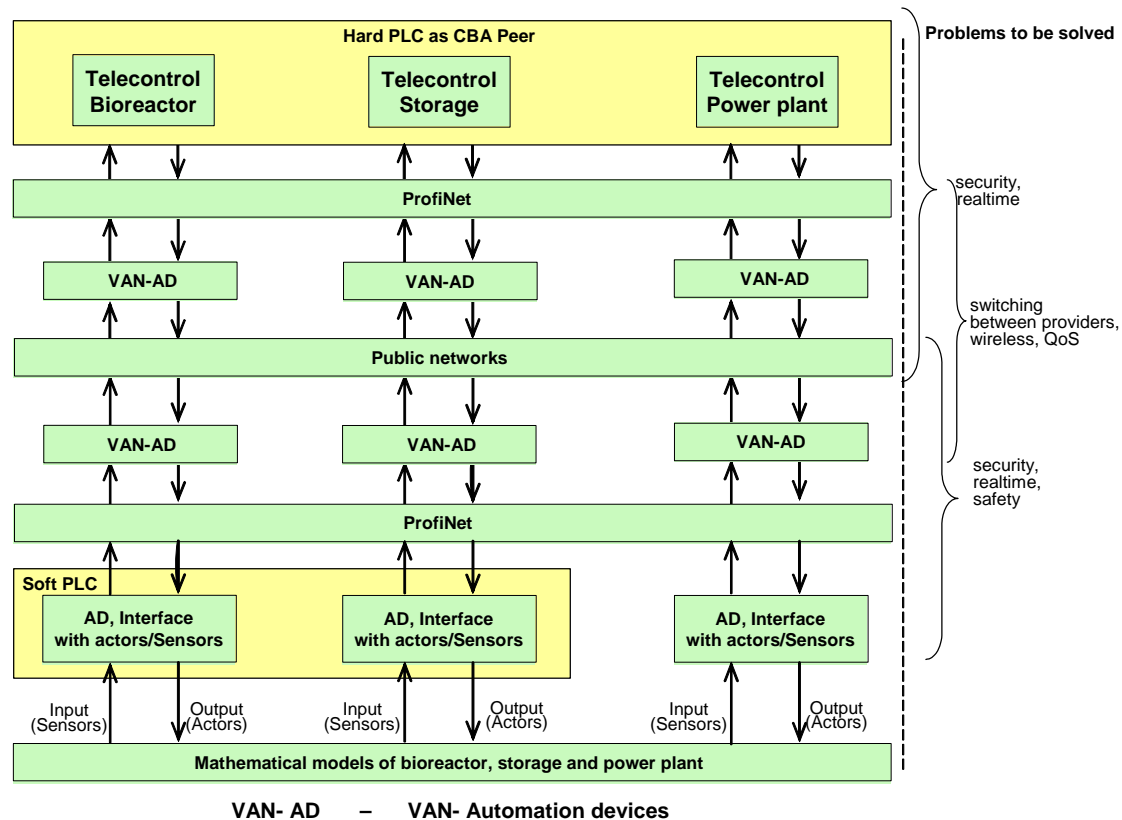 Hard PLC as CBA Peer
Problems to be solved
Telecontrol
Bioreactor
Telecontrol
Storage
Telecontrol
Power plant
ProfiNet
security,
realtime
VAN-AD
VAN-AD
VAN-AD
switching
between providers,
wireless, QoS
Public networks
VAN-AD
VAN-AD
VAN-AD
security,
realtime,
safety
ProfiNet
Soft PLC
AD, Interface
with actors/Sensors
AD, Interface
with actors/Sensors
AD, Interface
with actors/Sensors
Input
(Sensors)
Output
(Actors)
Input
(Sensors)
Output
(Actors)
Input
(Sensors)
Output
(Actors)
Mathematical models of bioreactor, storage and power plant
VAN- AD – VAN- Automation devices